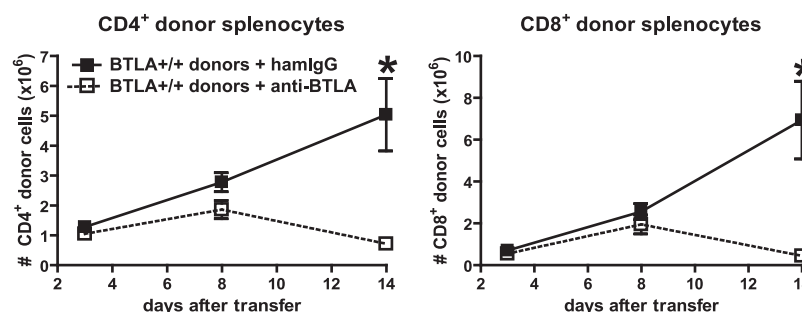 CD4⁺ donor splenocytes
# CD4⁺ donor cells (x10⁶)
7
6
5
4
3
2
1
0
BTLA+/+ donors + hamIgG
BTLA+/+ donors + anti-BTLA
*
2 4 6 8 10 12 14
days after transfer
CD8⁺ donor splenocytes
# CD8⁺ donor cells (x10⁶)
10
8
6
4
2
0
*
2 4 6 8 10 12
days after transfer